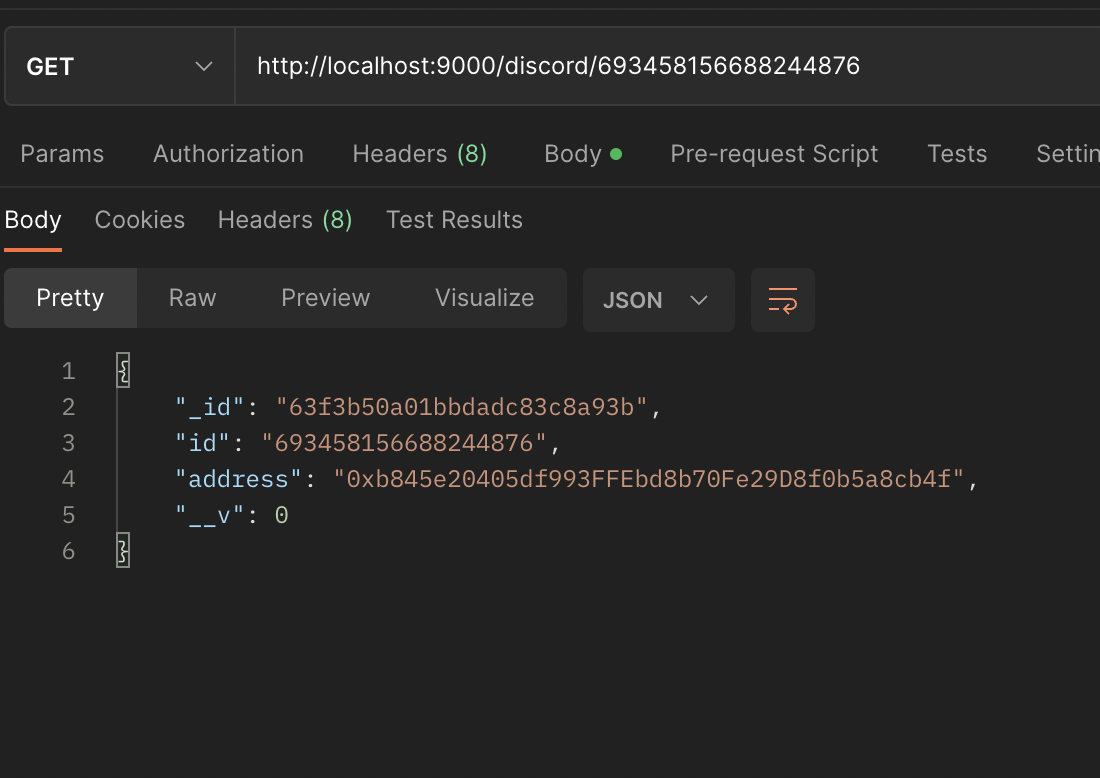 GET http://localhost:9000/discord/693458156688244876
Params Authorization Headers (8) Body Pre-request Script Tests Settin
Body Cookies Headers (8) Test Results
Pretty Raw Preview Visualize JSON
1 {
2 "_id": "63f3b50a01bbdadc83c8a93b",
3 "id": "693458156688244876",
4 "address": "0xb845e20405df993FFEbd8b70Fe29D8f0b5a8cb4f",
5 "__v": 0
6 }